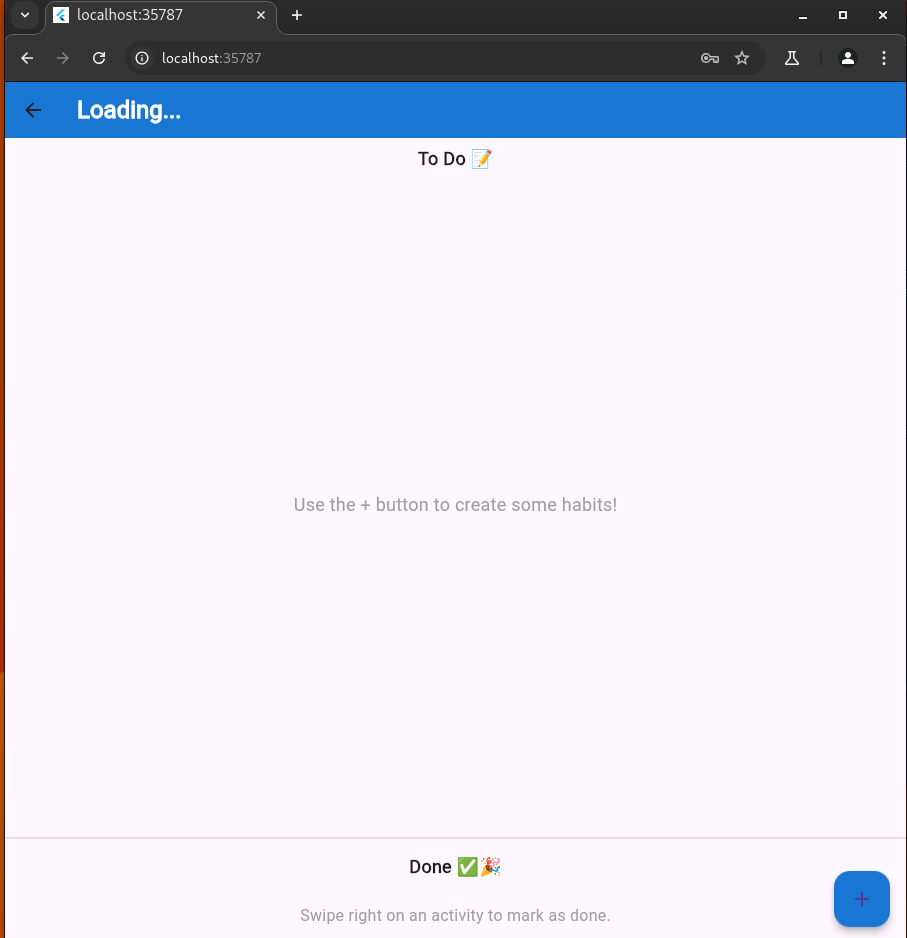 localhost:35787
localhost:35787
Loading...
To Do 📝
Use the + button to create some habits!
Done ✅🎉
Swipe right on an activity to mark as done.
+